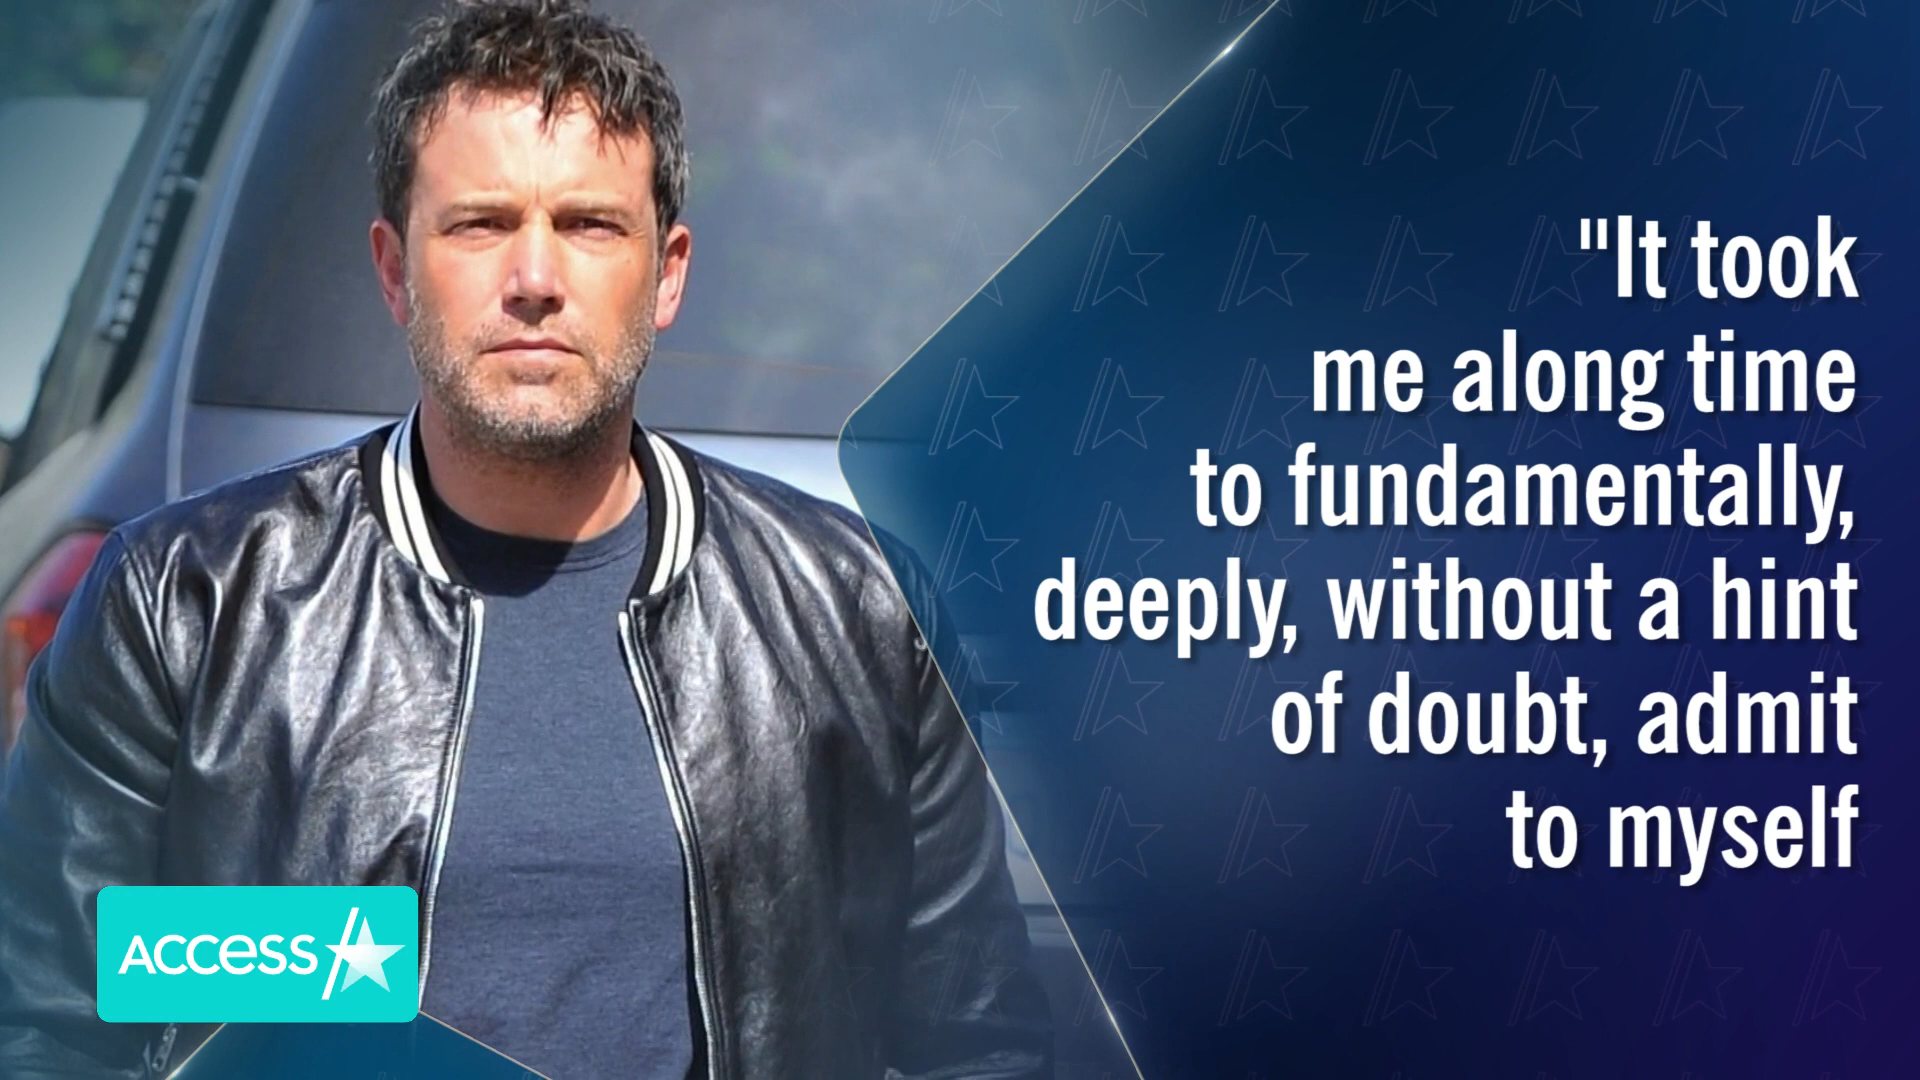 "It took
me along time
to fundamentally,
deeply, without a hint
of doubt, admit
to myself
ACCESS